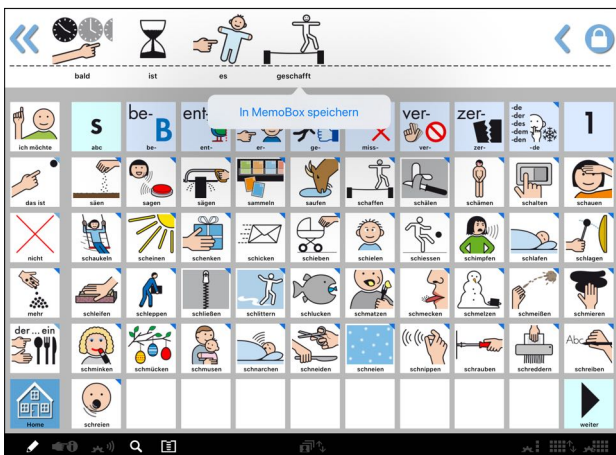 bald ist es geschafft
In MemoBox speichern
be- ent- ver- zer- -de
-der
-des
-dem
-den
s B 1
ich möchte abc be- ent- er- ge- miss- ver- zer- -de
das ist säen sagen sägen sammeln saufen schaffen schälen schämen schalten schauen
nicht schaukeln scheinen schenken schicken schieben schielen schiessen schimpfen schlafen schlagen
mehr schleifen schleppen schließen schlittern schlucken schmatzen schmecken schmelzen schmeißen schmieren
der ... ein Abc
schminken schmücken schmusen schnarchen schneiden schneien schnippen schrauben schreddern schreiben
Home schreien weiter